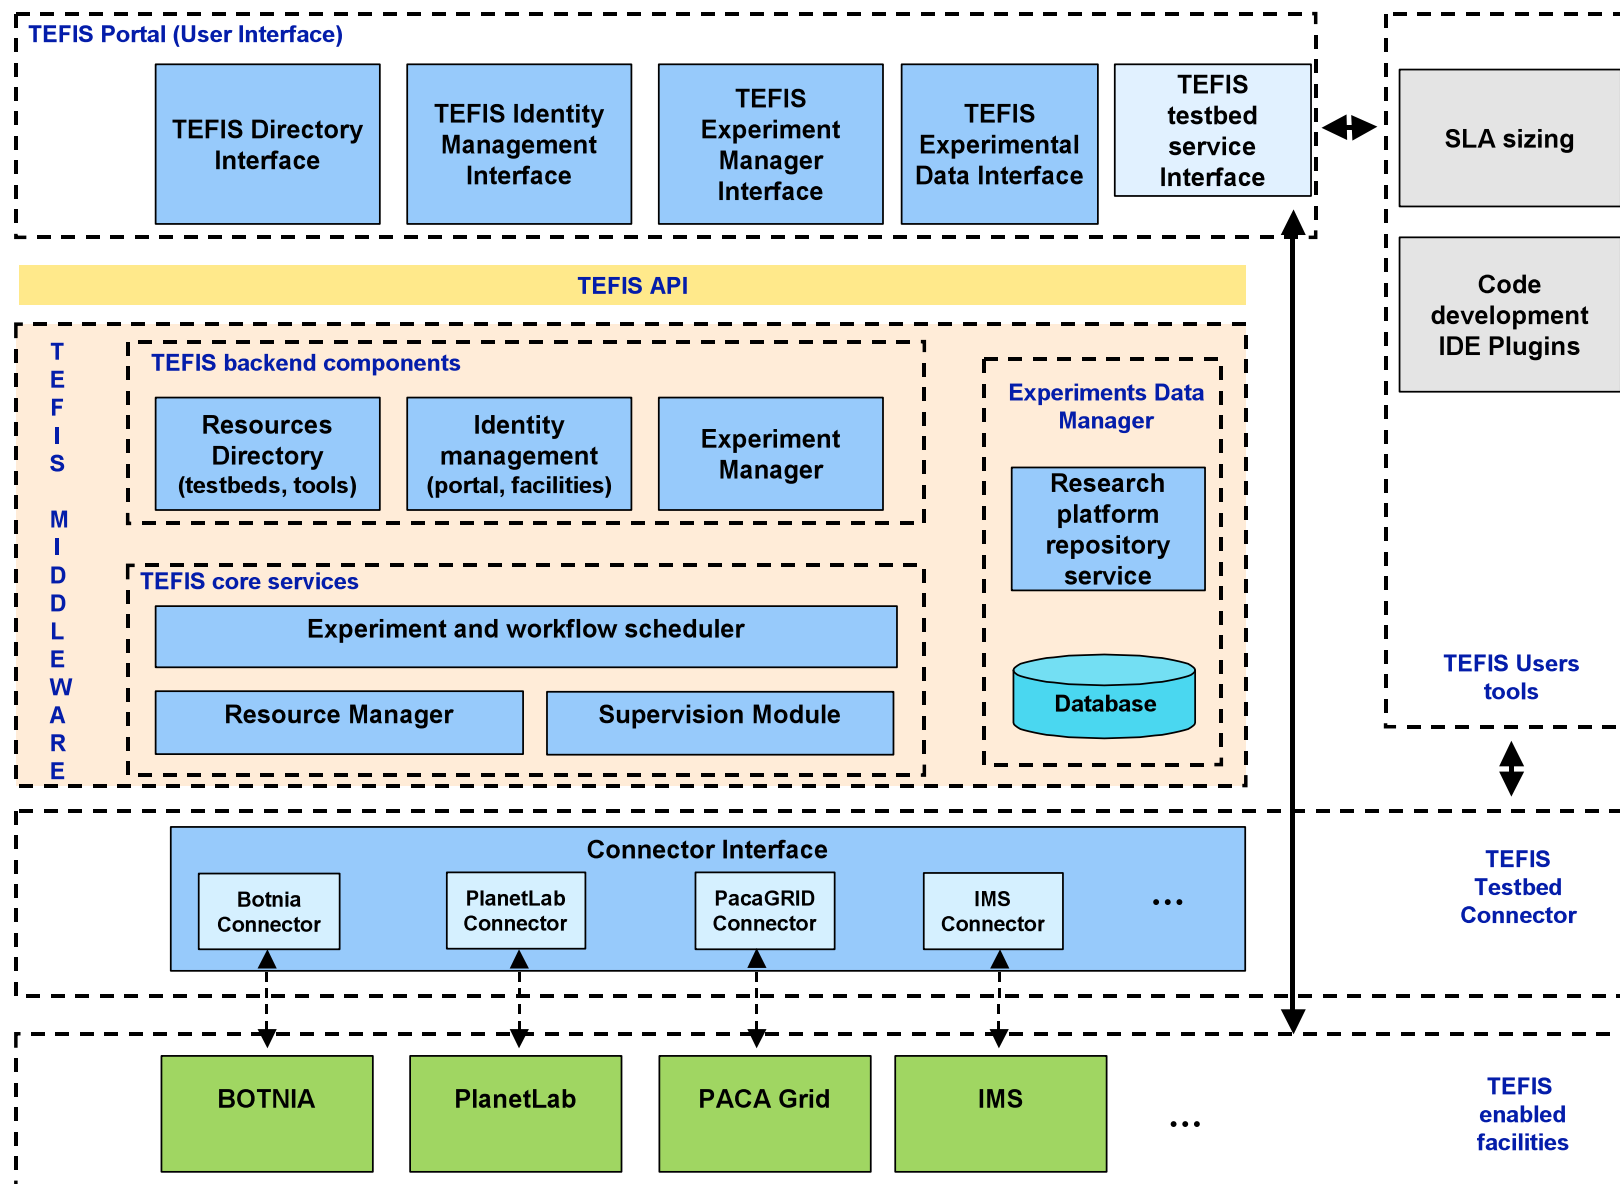 TEFIS Portal (User Interface)
TEFIS Directory
Interface
TEFIS Identity
Management
Interface
TEFIS
Experiment
Manager
Interface
TEFIS
Experimental
Data Interface
TEFIS
testbed
service
Interface
SLA sizing
Code
development
IDE Plugins
TEFIS Users
tools
TEFIS API
TEFIS MIDDLEWARE
TEFIS backend components
Resources
Directory
(testbeds, tools)
Identity
management
(portal, facilities)
Experiment
Manager
Experiments Data
Manager
Research
platform
repository
service
Database
TEFIS core services
Experiment and workflow scheduler
Resource Manager
Supervision Module
Connector Interface
Botnia
Connector
PlanetLab
Connector
PacaGRID
Connector
IMS
Connector
...
TEFIS
Testbed
Connector
BOTNIA
PlanetLab
PACA Grid
IMS
...
TEFIS
enabled
facilities